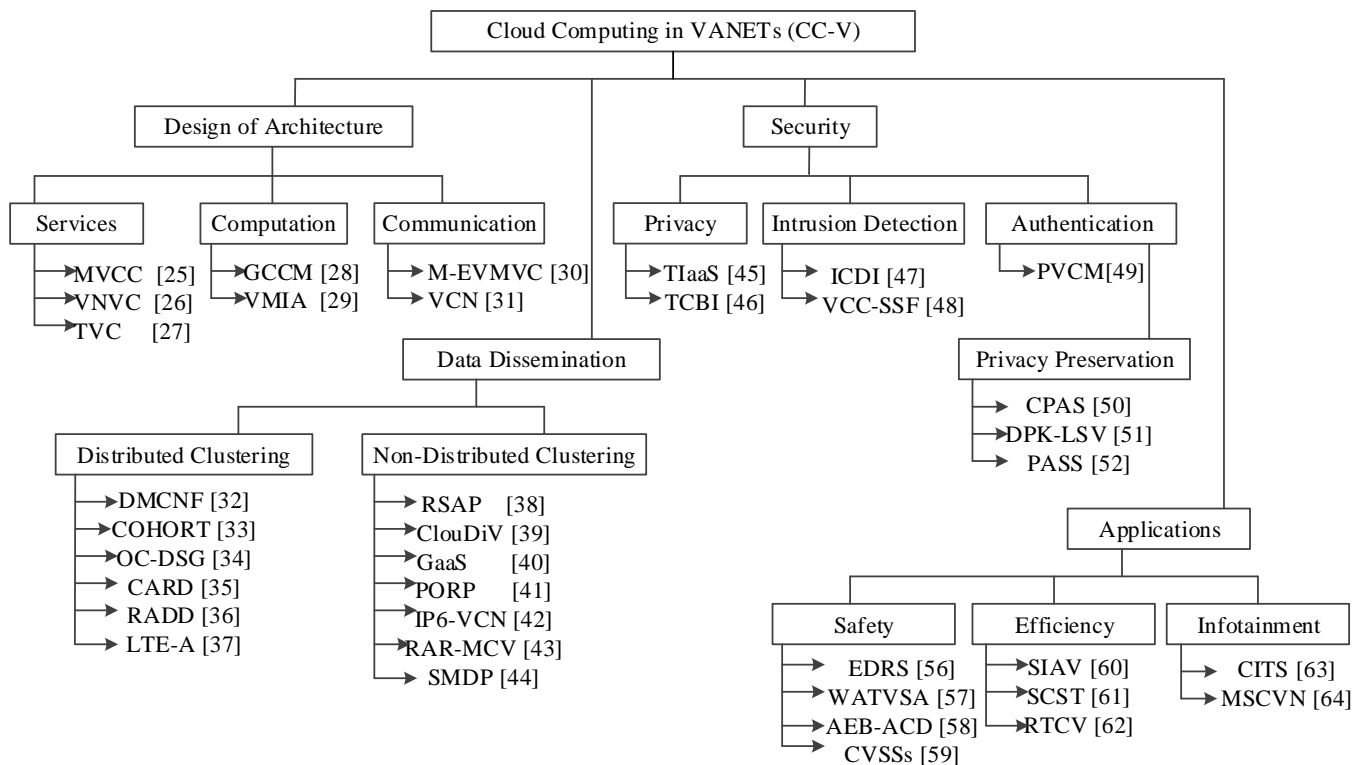 Cloud Computing in VANETs (CC-V)
Design of Architecture
Security
Services
Computation
Communication
Privacy
Intrusion Detection
Authentication
MVCC [25]
VNVC [26]
TVC [27]
GCCM [28]
VMIA [29]
M-EVMVC [30]
VCN [31]
TIaaS [45]
TCBI [46]
ICDI [47]
VCC-SSF [48]
PVCM[49]
Data Dissemination
Privacy Preservation
CPAS [50]
DPK-LSV [51]
PASS [52]
Distributed Clustering
Non-Distributed Clustering
DMCNF [32]
COHORT [33]
OC-DSG [34]
CARD [35]
RADD [36]
LTE-A [37]
RSAP [38]
ClouDiV [39]
GaaS [40]
PORP [41]
IP6-VCN [42]
RAR-MCV [43]
SMDP [44]
Applications
Safety
Efficiency
Infotainment
EDRS [56]
WATVSA [57]
AEB-ACD [58]
CVSSs [59]
SIAV [60]
SCST [61]
RTCV [62]
CITS [63]
MSCVN [64]